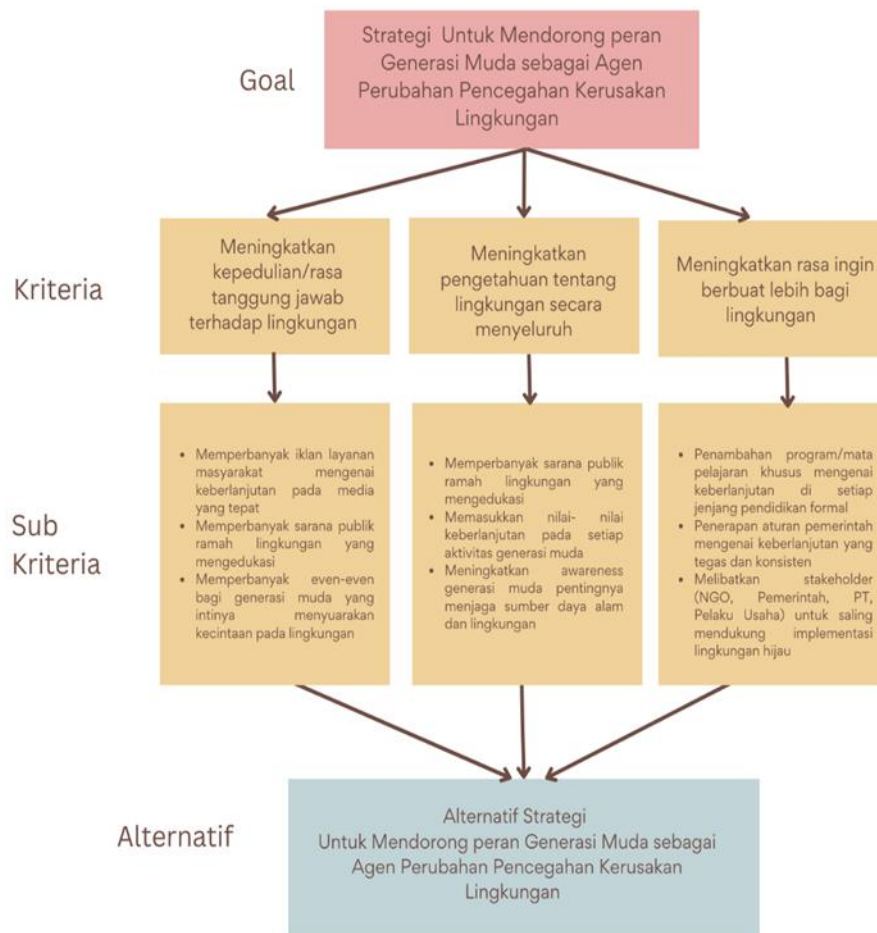 Goal
Strategi Untuk Mendorong peran
Generasi Muda sebagai Agen
Perubahan Pencegahan Kerusakan
Lingkungan
Kriteria
Meningkatkan
kepedulian/rasa
tanggung jawab
terhadap lingkungan
Meningkatkan
pengetahuan tentang
lingkungan secara
menyeluruh
Meningkatkan rasa ingin
berbuat lebih bagi
lingkungan
Sub
Kriteria
• Memperbanyak iklan layanan
masyarakat mengenai
keberlanjutan pada media
yang tepat
• Memperbanyak sarana publik
ramah lingkungan yang
mengedukasi
• Memperbanyak even-even
bagi generasi muda yang
intinya menyuarakan
kecintaan pada lingkungan
• Memperbanyak sarana publik
ramah lingkungan yang
mengedukasi
• Memasukkan nilai- nilai
keberlanjutan pada setiap
aktivitas generasi muda
• Meningkatkan awareness
generasi muda pentingnya
menjaga sumber daya alam
dan lingkungan
• Penambahan program/mata
pelajaran khusus mengenai
keberlanjutan di setiap
jenjang pendidikan formal
• Penerapan aturan pemerintah
mengenai keberlanjutan yang
tegas dan konsisten
• Melibatkan stakeholder
(NGO, Pemerintah, PT,
Pelaku Usaha) untuk saling
mendukung implementasi
lingkungan hijau
Alternatif
Alternatif Strategi
Untuk Mendorong peran Generasi Muda sebagai
Agen Perubahan Pencegahan Kerusakan
Lingkungan